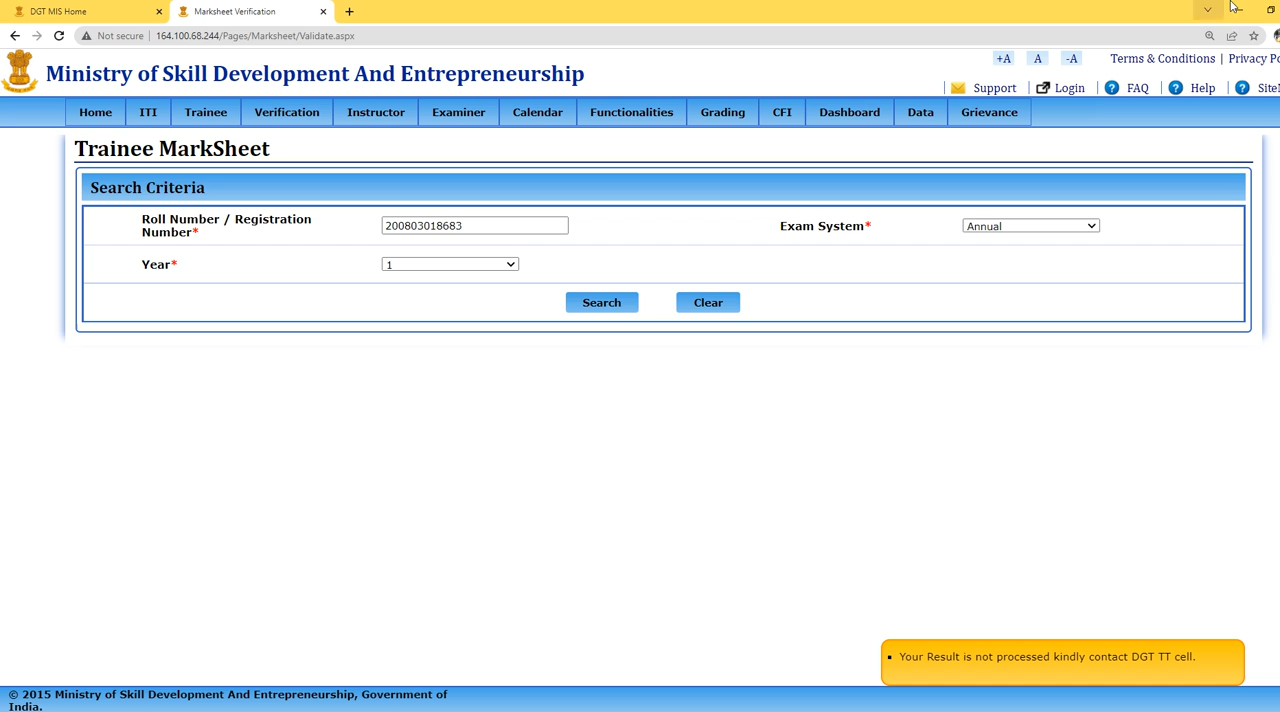 DGT MIS Home
Marksheet Verification
Not secure | 164.100.68.244/Pages/Marksheet/Validate.aspx
+A A -A Terms & Conditions | Privacy
Ministry of Skill Development And Entrepreneurship
Support Login FAQ Help
Home ITI Trainee Verification Instructor Examiner Calendar Functionalities Grading CFI Dashboard Data Grievance
Trainee MarkSheet
Search Criteria
Roll Number / Registration
Number* 200803018683 Exam System* Annual
Year* 1
Search Clear
Your Result is not processed kindly contact DGT TT cell.
© 2015 Ministry of Skill Development And Entrepreneurship, Government of
India.